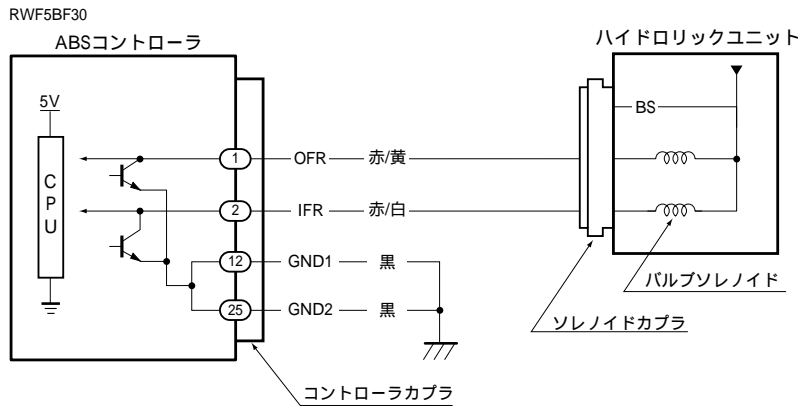 RWF5BF30
ABSコントローラ
ハイドロリックユニット
5V
BS
CPU
1 OFR 赤/黄
2 IFR 赤/白
12 GND1 黒
25 GND2 黒
バルブソレノイド
ソレノイドカプラ
コントローラカプラ